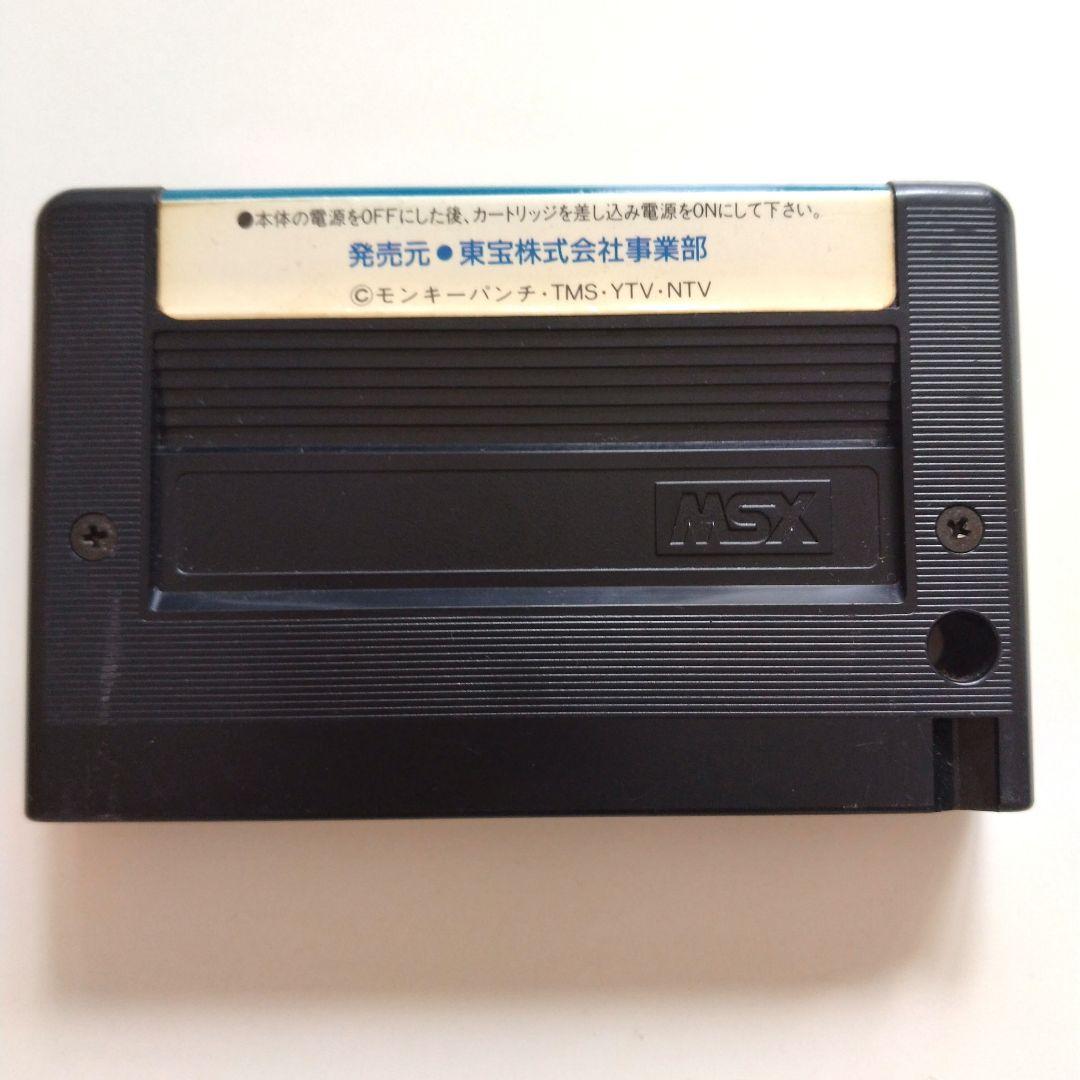 ●本体の電源をOFFにした後、カートリッジを差し込み電源をONにして下さい。
発売元●東宝株式会社事業部
©モンキーパンチ・TMS・YTV・NTV
MSX